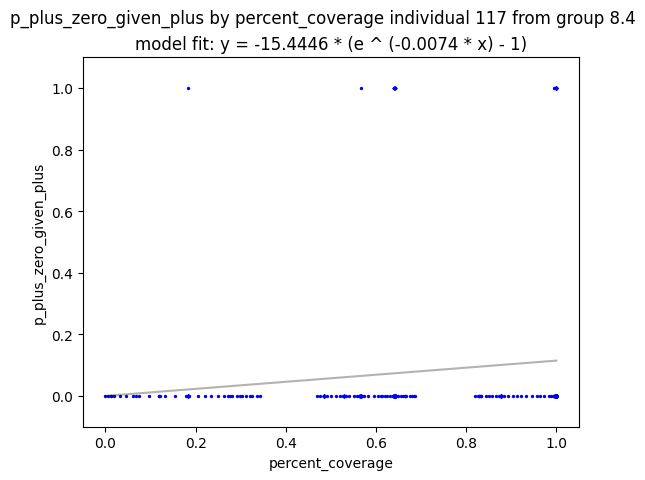 p_plus_zero_given_plus by percent_coverage individual 117 from group 8.4
model fit: y = -15.4446 * (e ^ (-0.0074 * x) - 1)
1.0
0.8
0.6
0.4
0.2
0.0
p_plus_zero_given_plus
0.0 0.2 0.4 0.6 0.8 1.0
percent_coverage